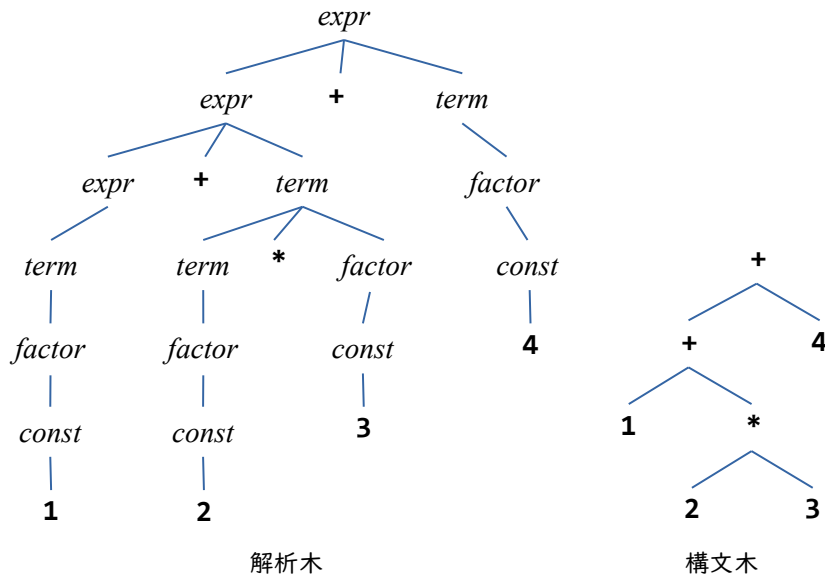 expr
expr + term
expr + term factor
term term * factor const +
factor factor const 4 + 4
const const 3 1 *
1 2 2 3
解析木 構文木